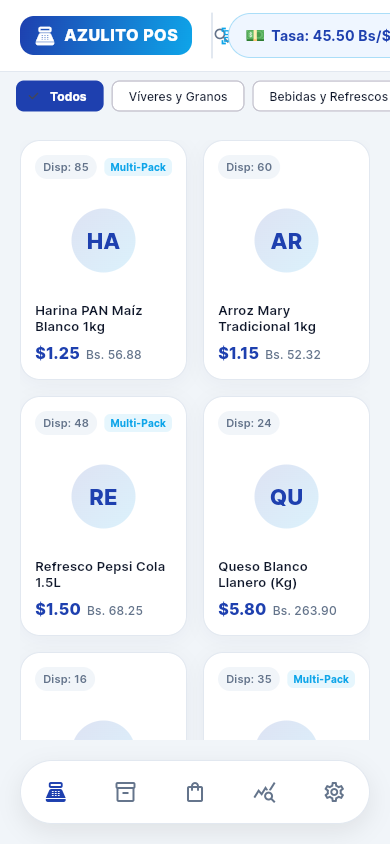 AZULITO POS
Tasa: 45.50 Bs/$
Todos
Víveres y Granos
Bebidas y Refrescos
Disp: 85
Multi-Pack
Disp: 60
HA
AR
Harina PAN Maíz
Blanco 1kg
Arroz Mary
Tradicional 1kg
$1.25 Bs. 56.88
$1.15 Bs. 52.32
Disp: 48
Multi-Pack
Disp: 24
RE
QU
Refresco Pepsi Cola
1.5L
Queso Blanco
Llanero (Kg)
$1.50 Bs. 68.25
$5.80 Bs. 263.90
Disp: 16
Disp: 35
Multi-Pack